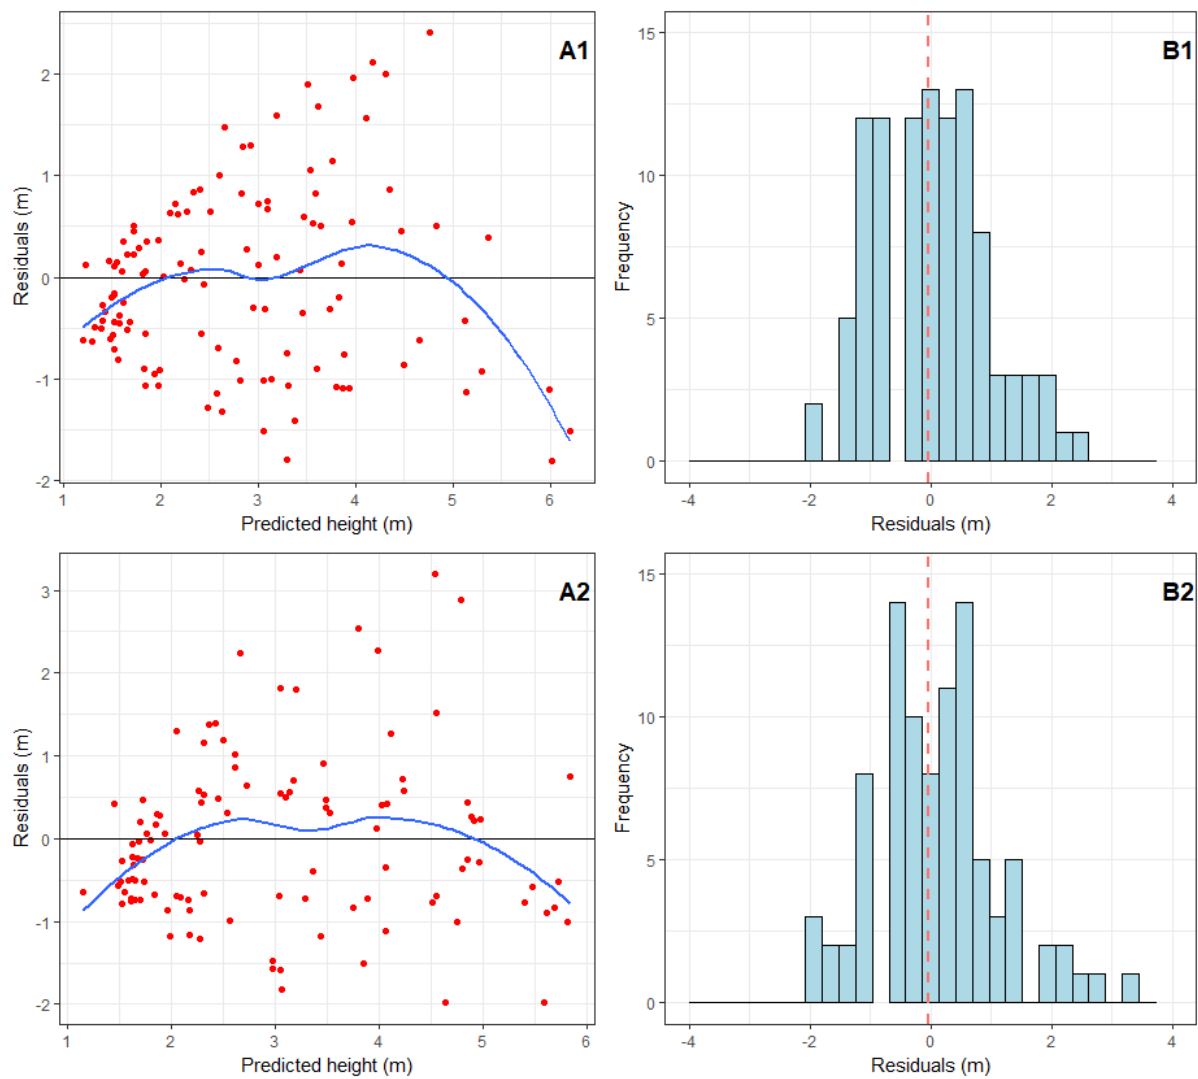 A1
Residuals (m)
2
1
0
-1
-2
1 2 3 4 5 6
Predicted height (m)
B1
Frequency
15
10
5
0
-4 -2 0 2 4
Residuals (m)
A2
Residuals (m)
3
2
1
0
-1
-2
1 2 3 4 5 6
Predicted height (m)
B2
Frequency
15
10
5
0
-4 -2 0 2 4
Residuals (m)